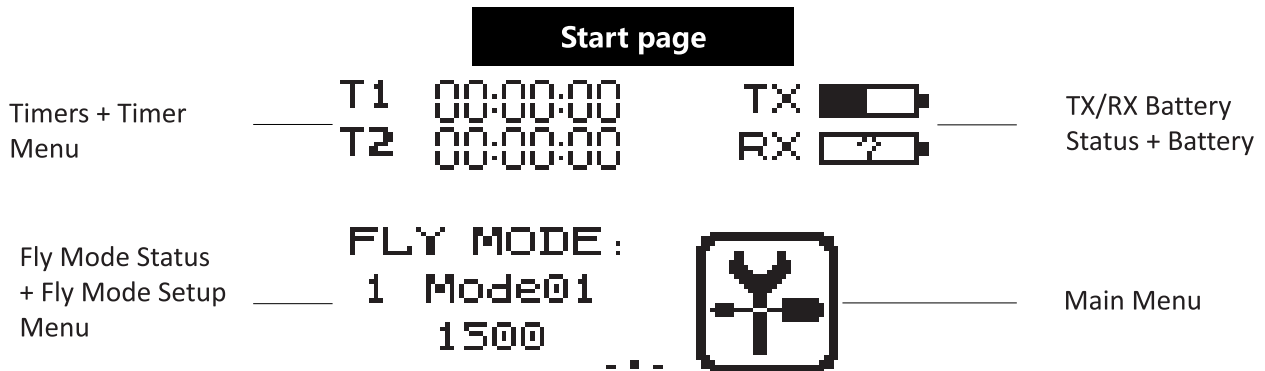 Start page
Timers + Timer
Menu
T1 00:00:00
T2 00:00:00
TX
RX ?
TX/RX Battery
Status + Battery
Fly Mode Status
+ Fly Mode Setup
Menu
FLY MODE:
1 Mode01
1500
Main Menu